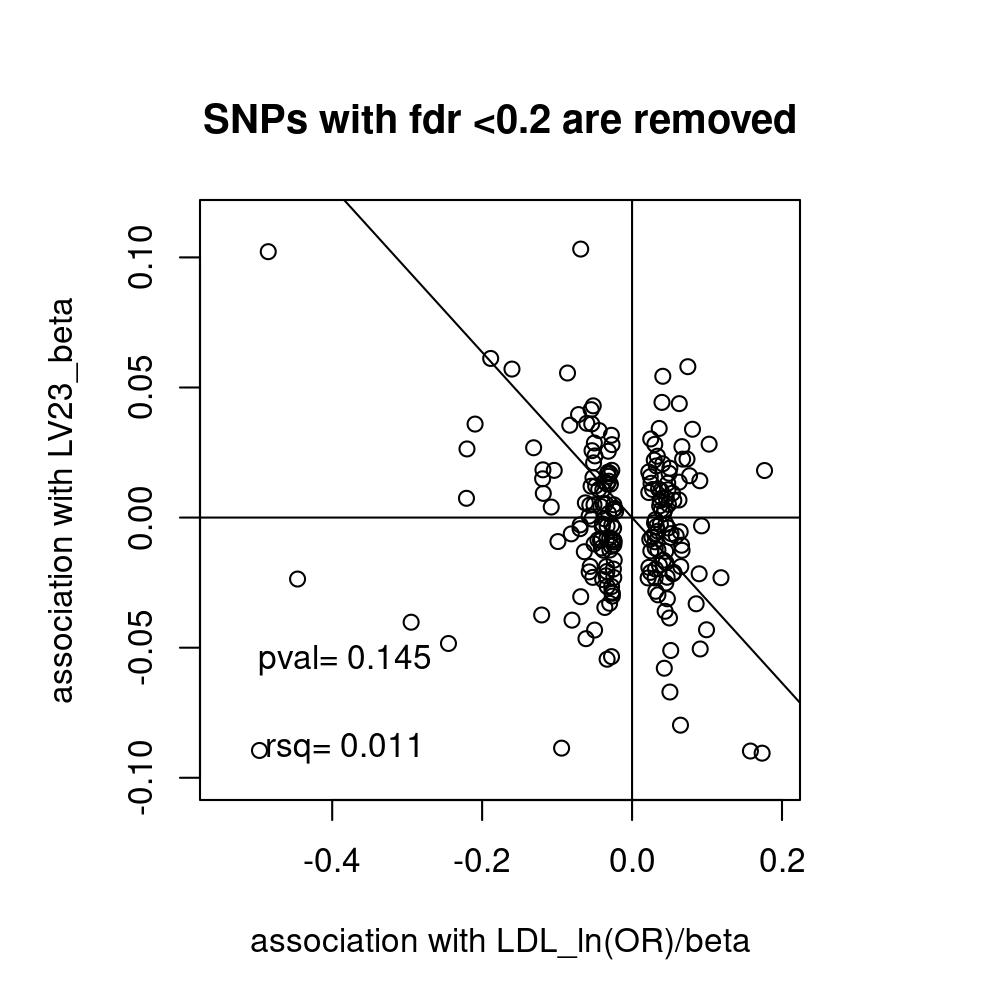 SNPs with fdr <0.2 are removed
association with LV23_beta
0.10
0.05
0.00
-0.05
-0.10
pval= 0.145
rsq= 0.011
-0.4
-0.2
0.0
0.2
association with LDL_ln(OR)/beta